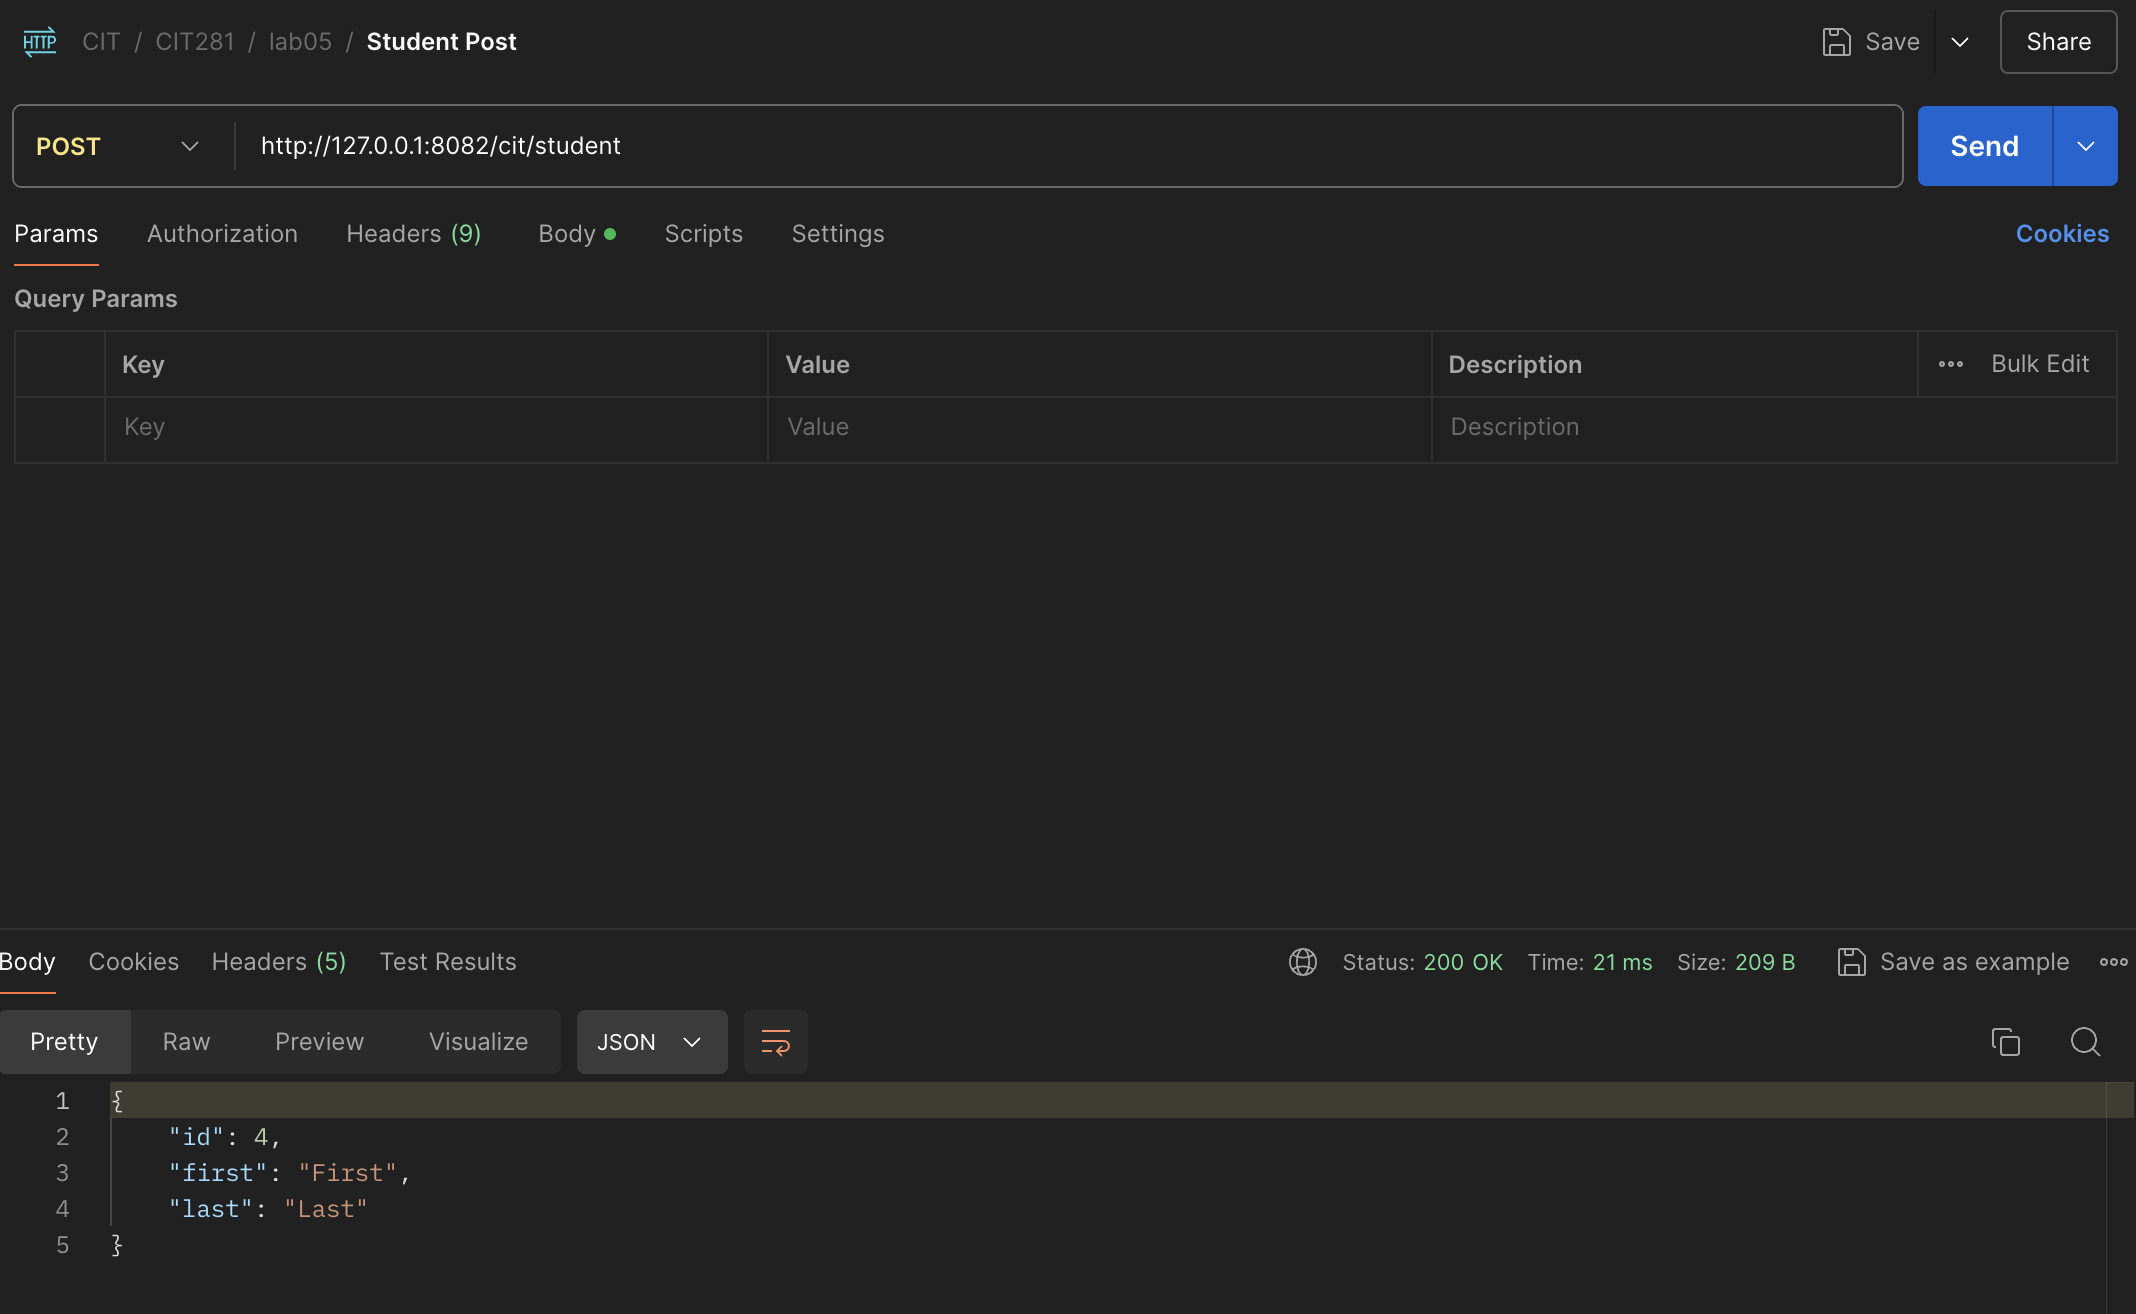 HTTP CIT / CIT281 / lab05 / Student Post Save Share
POST http://127.0.0.1:8082/cit/student Send
Params Authorization Headers (9) Body Scripts Settings Cookies
Query Params
Key Value Description Bulk Edit
Key Value Description
Body Cookies Headers (5) Test Results Status: 200 OK Time: 21 ms Size: 209 B Save as example
Pretty Raw Preview Visualize JSON
1 {
2 "id": 4,
3 "first": "First",
4 "last": "Last"
5 }